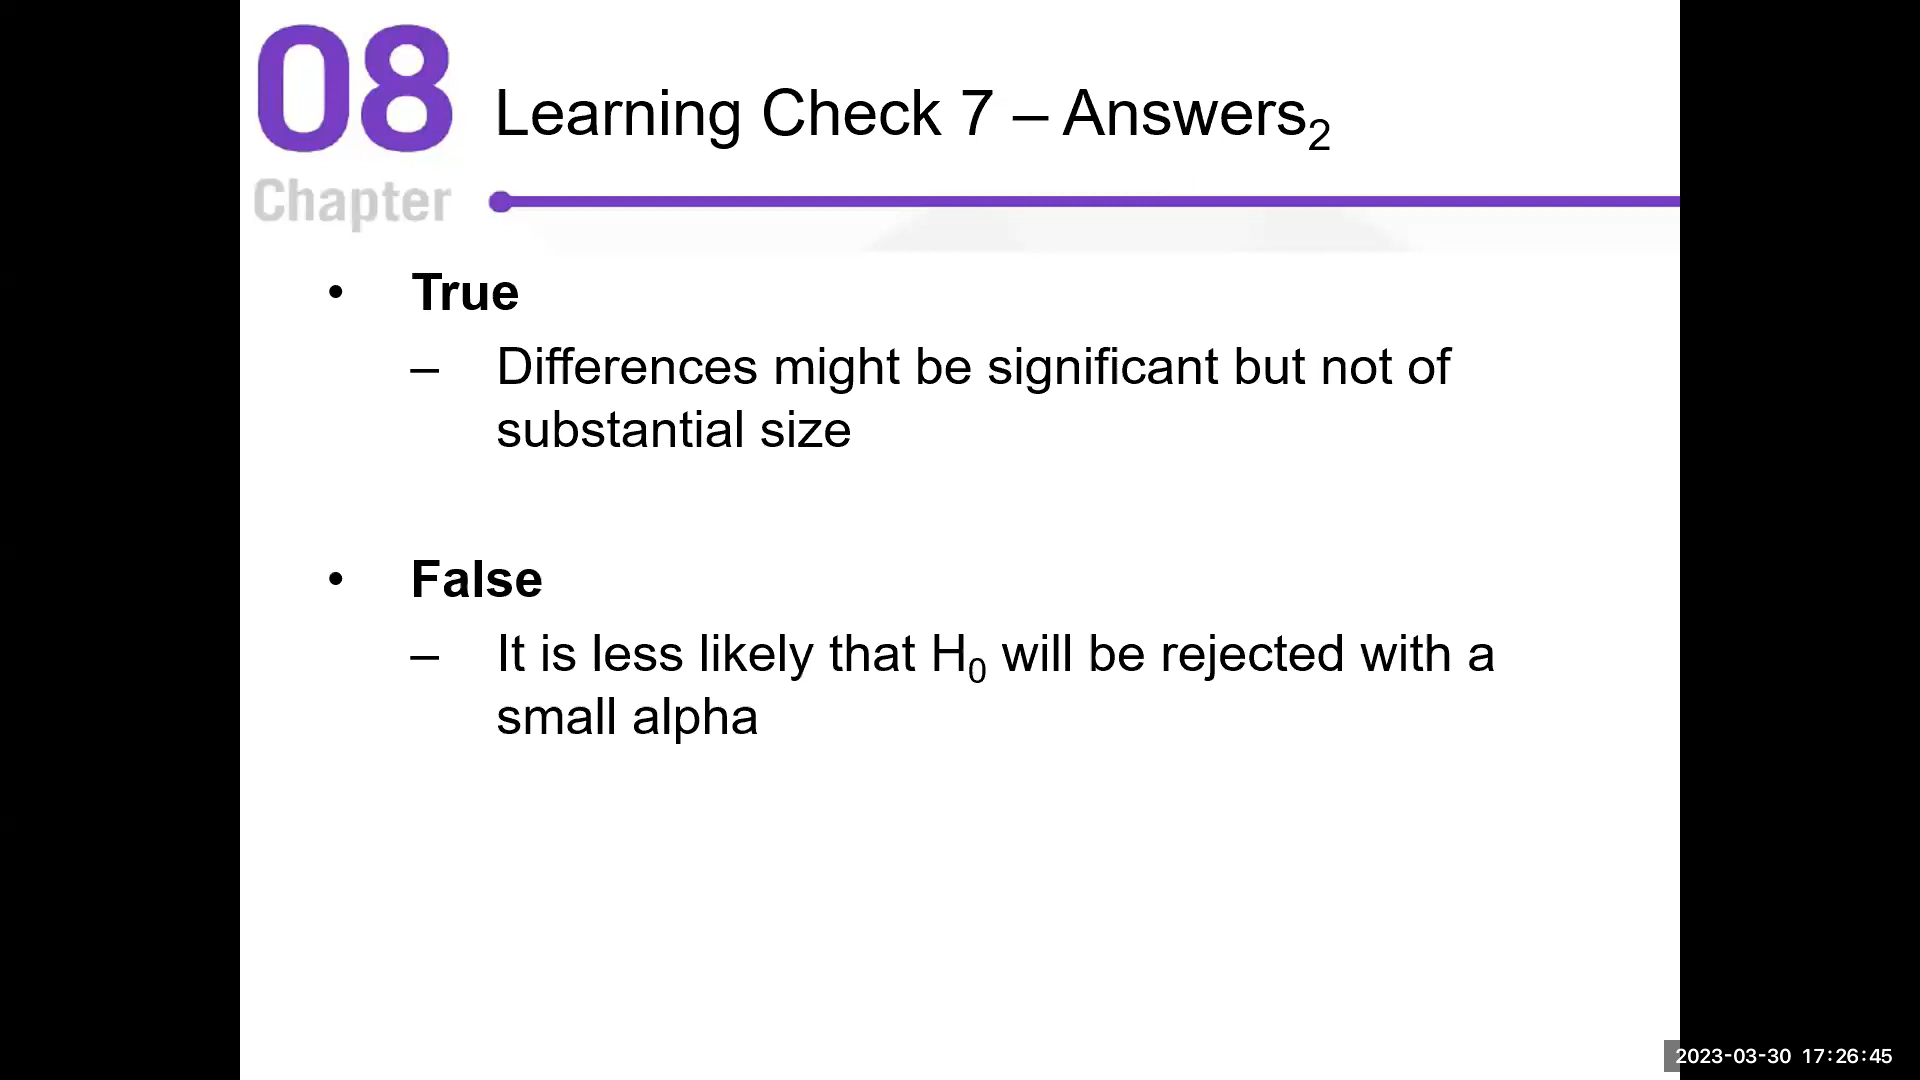 08
Chapter
Learning Check 7 – Answers₂
• True
– Differences might be significant but not of
substantial size
• False
– It is less likely that H₀ will be rejected with a
small alpha
2023-03-30 17:26:45